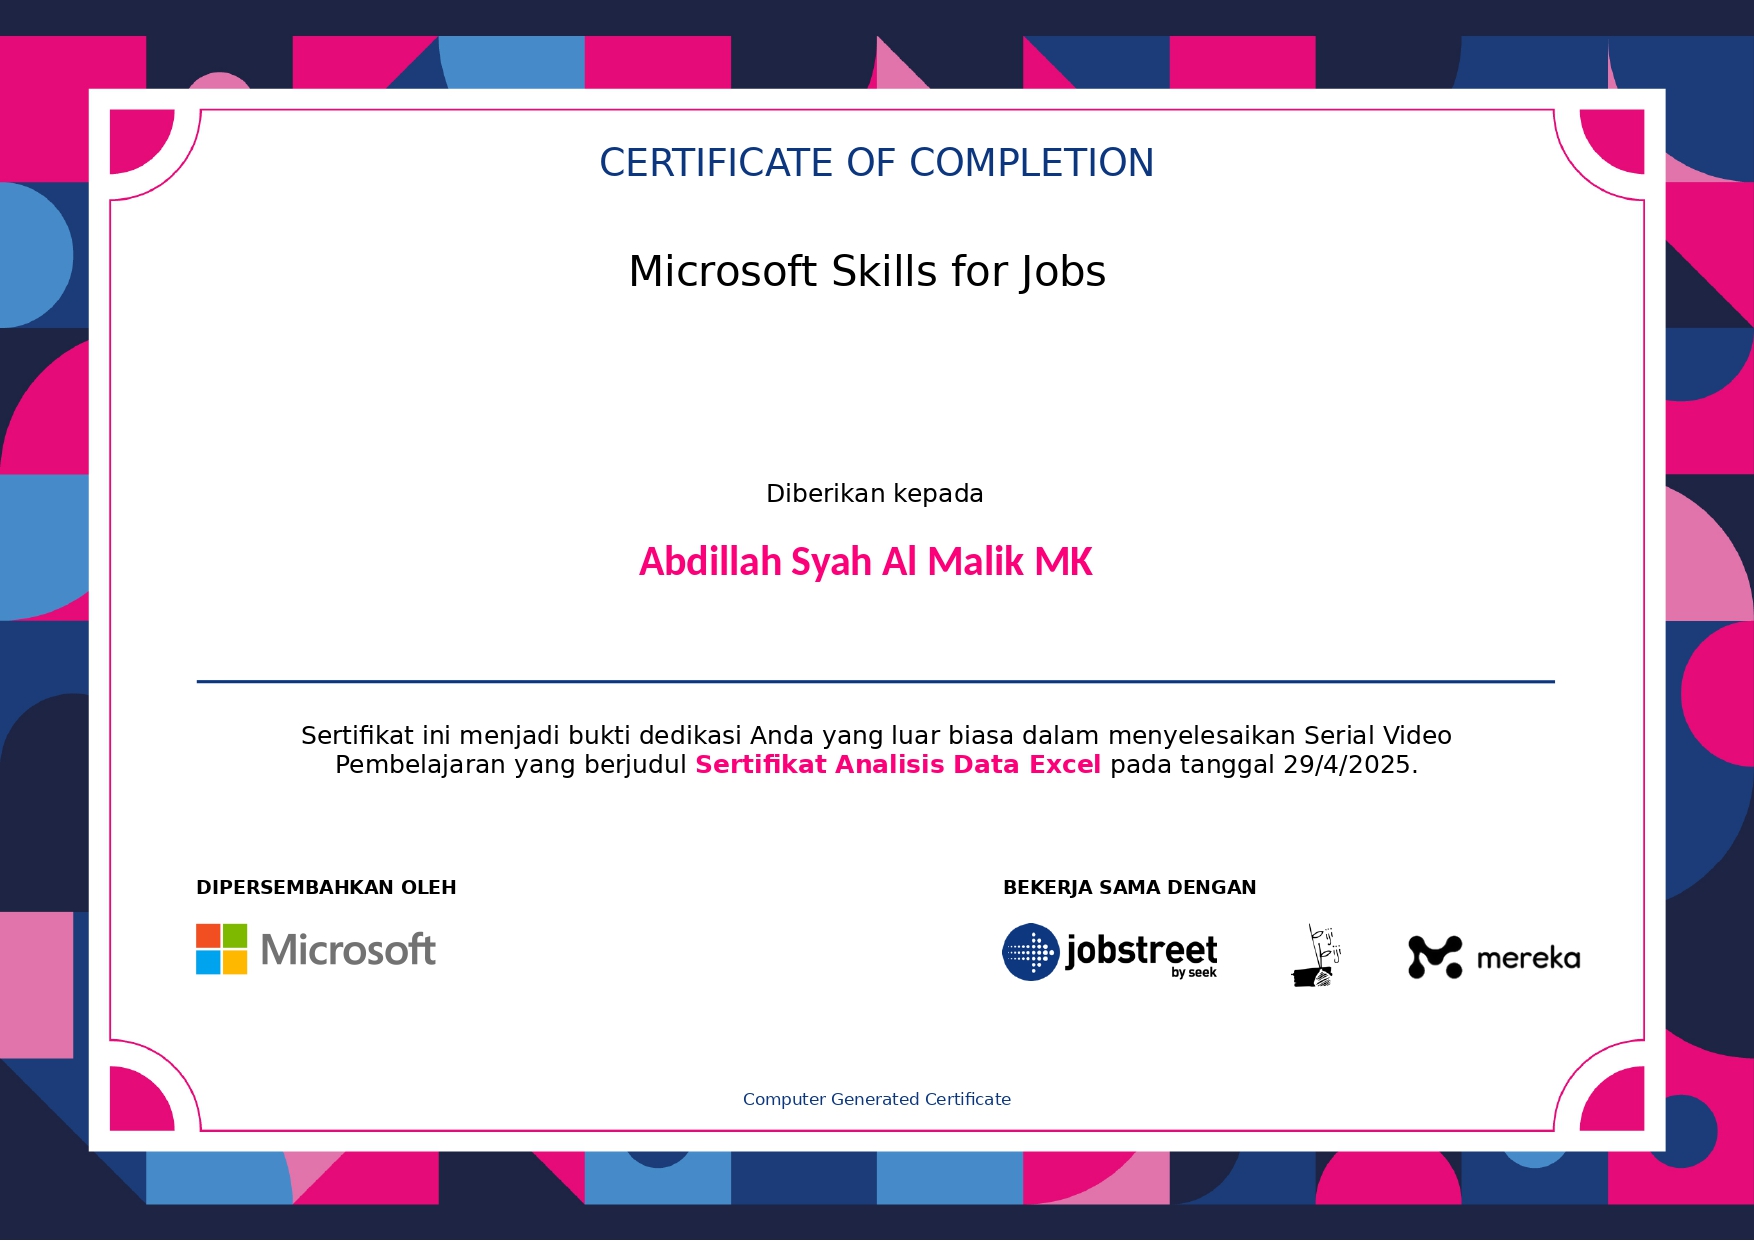 CERTIFICATE OF COMPLETION
Microsoft Skills for Jobs
Diberikan kepada
Abdillah Syah Al Malik MK
Sertifikat ini menjadi bukti dedikasi Anda yang luar biasa dalam menyelesaikan Serial Video
Pembelajaran yang berjudul Sertifikat Analisis Data Excel pada tanggal 29/4/2025.
DIPERSEMBAHKAN OLEH
Microsoft
BEKERJA SAMA DENGAN
jobstreet
by seek
mereka
Computer Generated Certificate